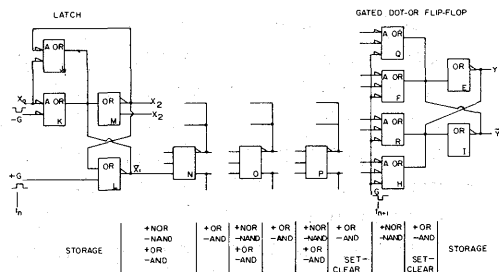 LATCH
GATED DOT-OR FLIP-FLOP
A OR
J
A OR
Q
X
-G
A OR
K
OR
M
X₂
X₂
A OR
F
OR
E
Y
A OR
R
OR
I
Ȳ
+G
tn
OR
L
X̄₁
N
O
P
A OR
H
G
tn+1
STORAGE
+NOR
-NAND
+OR
-AND
+OR
-AND
+NOR
-NAND
+OR
-AND
+OR
-AND
+NOR
-NAND
+OR
-AND
+OR
-AND
SET-
CLEAR
+NOR
-NAND
+OR
-AND
SET-
CLEAR
STORAGE